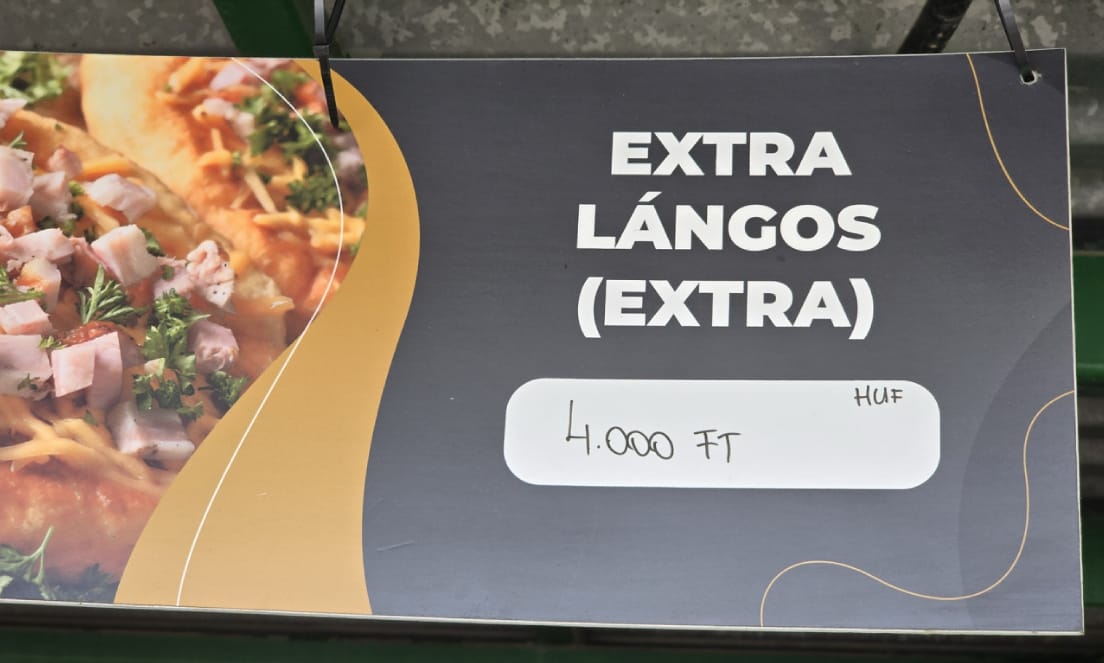 EXTRA
LÁNGOS
(EXTRA)
HUF
4.000 FT